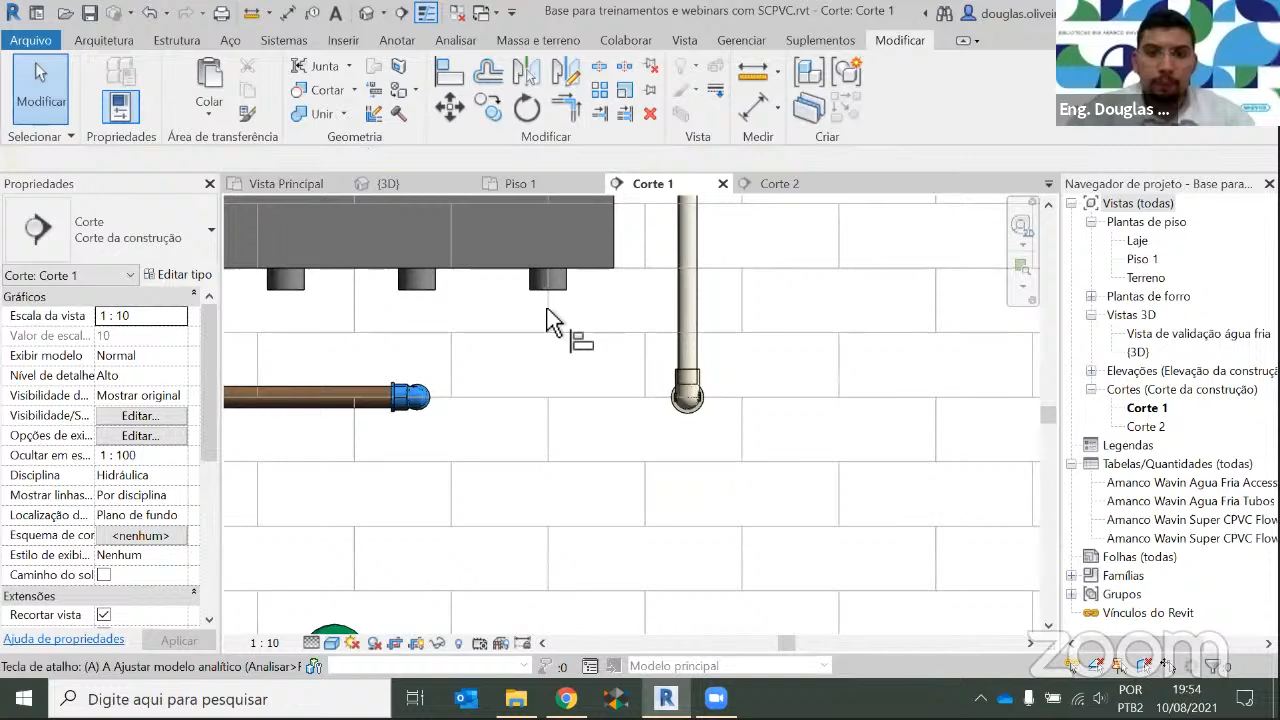 Base para treinamentos e webinars com SCPVC.rvt - Corte: Corte 1
douglas.olivei
Arquivo
Arquitetura
Estrutura
Aço
Sistema
Inser
Massa e
Colabora
Vista
Gerenci
Supl
Modificar
Modificar
Colar
Junta
Cortar
Unir
Selecionar
Propriedades
Área de transferência
Geometria
Modificar
Vista
Medir
Criar
Eng. Douglas ...
Propriedades
Vista Principal
{3D}
Piso 1
Corte 1
Corte 2
Navegador de projeto - Base para...
Corte
Corte da construção
Corte: Corte 1
Editar tipo
Gráficos
Escala da vista
1 : 10
Valor de escal...
10
Exibir modelo
Normal
Nível de detalhe
Alto
Visibilidade d...
Mostrar original
Visibilidade/S...
Editar...
Opções de exi...
Editar...
Ocultar em es...
1 : 100
Disciplina
Hidráulica
Mostrar linhas...
Por disciplina
Localização d...
Plano de fundo
Esquema de cor
<nenhum>
Estilo de exibi...
Nenhum
Caminho do sol
Extensões
Recortar vista
Ajuda de propriedades
Aplicar
Vistas (todas)
Plantas de piso
Laje
Piso 1
Terreno
Plantas de forro
Vistas 3D
Vista de validação água fria
{3D}
Elevações (Elevação da construçã
Cortes (Corte da construção)
Corte 1
Corte 2
Legendas
Tabelas/Quantidades (todas)
Amanco Wavin Agua Fria Access
Amanco Wavin Agua Fria Tubos
Amanco Wavin Super CPVC Flow
Amanco Wavin Super CPVC Flow
Folhas (todas)
Famílias
Grupos
Vínculos do Revit
1 : 10
zoom
Tecla de atalho: (A) A Ajustar modelo analítico (Analisar>F
:0
Modelo principal
:0
Digite aqui para pesquisar
POR
PTB2
19:54
10/08/2021